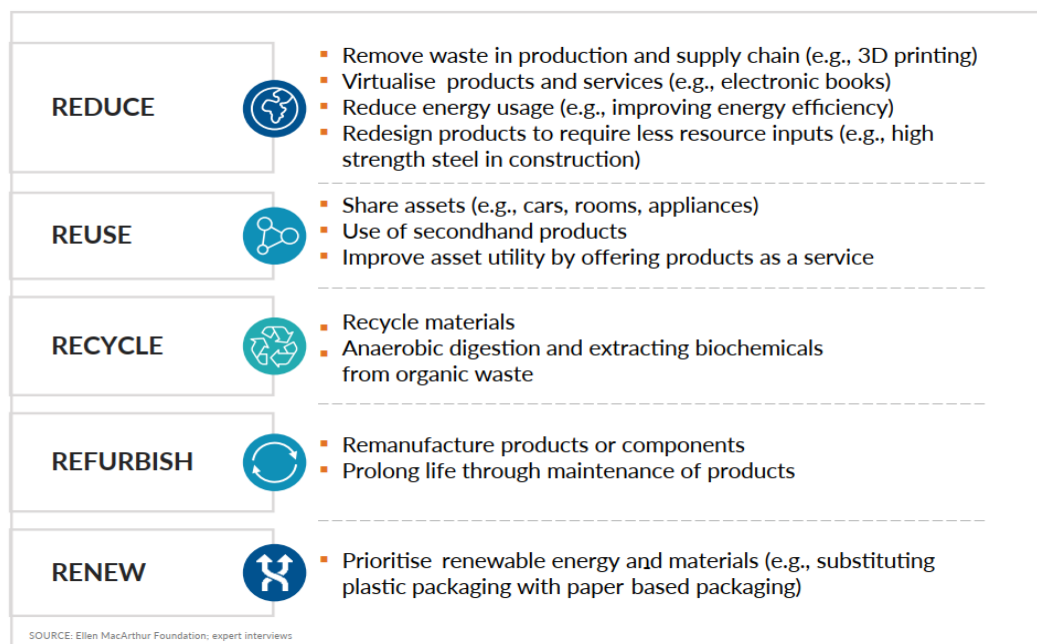 REDUCE
▪ Remove waste in production and supply chain (e.g., 3D printing)
▪ Virtualise products and services (e.g., electronic books)
▪ Reduce energy usage (e.g., improving energy efficiency)
▪ Redesign products to require less resource inputs (e.g., high
strength steel in construction)
REUSE
▪ Share assets (e.g., cars, rooms, appliances)
▪ Use of secondhand products
▪ Improve asset utility by offering products as a service
RECYCLE
▪ Recycle materials
▪ Anaerobic digestion and extracting biochemicals
from organic waste
REFURBISH
▪ Remanufacture products or components
▪ Prolong life through maintenance of products
RENEW
▪ Prioritise renewable energy and materials (e.g., substituting
plastic packaging with paper based packaging)
SOURCE: Ellen MacArthur Foundation; expert interviews